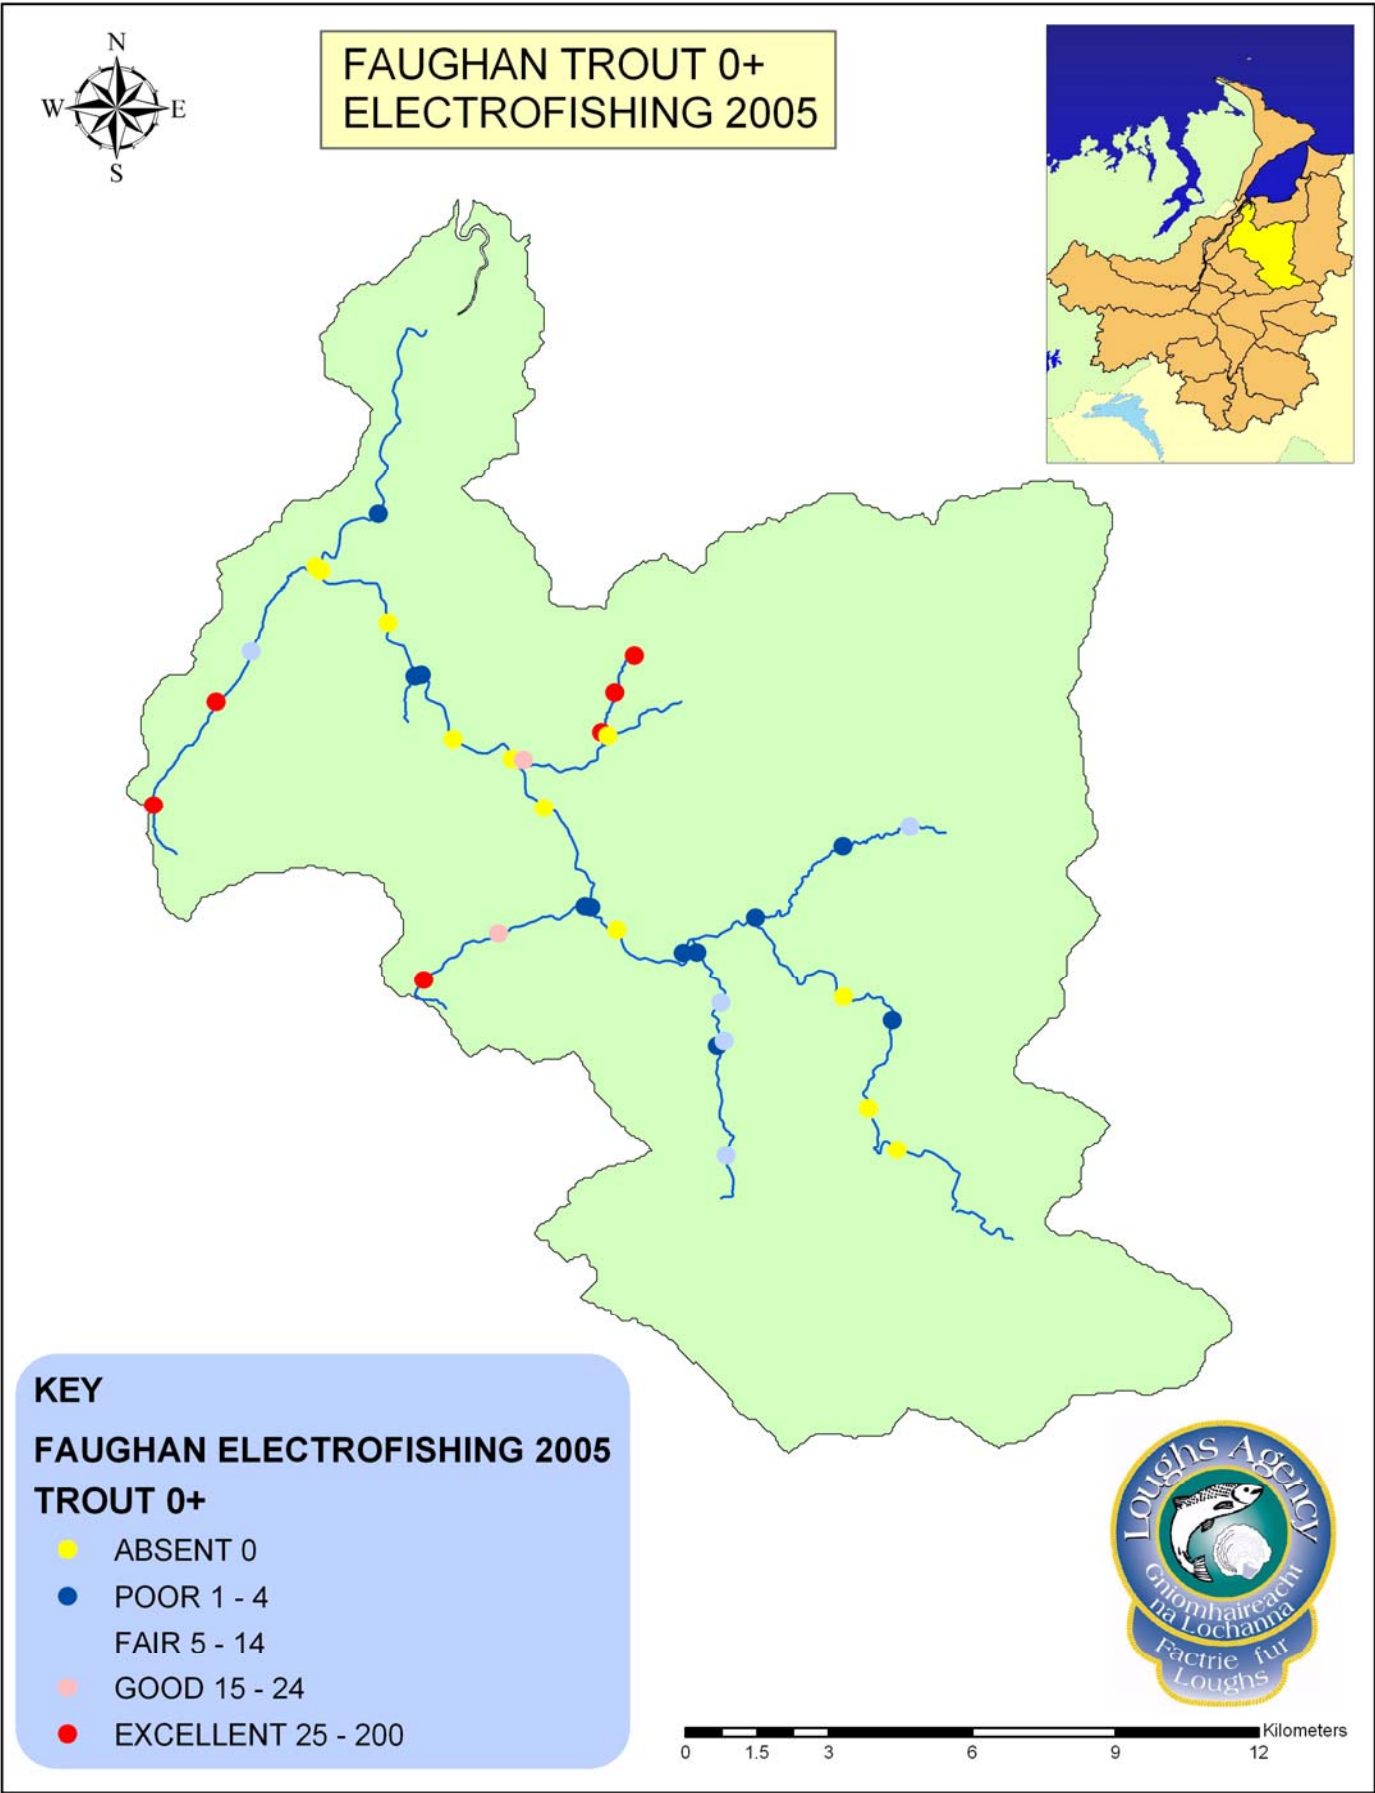 N
W E
S
FAUGHAN TROUT 0+
ELECTROFISHING 2005
KEY
FAUGHAN ELECTROFISHING 2005
TROUT 0+
ABSENT 0
POOR 1 - 4
FAIR 5 - 14
GOOD 15 - 24
EXCELLENT 25 - 200
Loughs Agency
Gníomhaireacht
na Lochanna
Factrie fur
Loughs
Kilometers
0 1.5 3 6 9 12